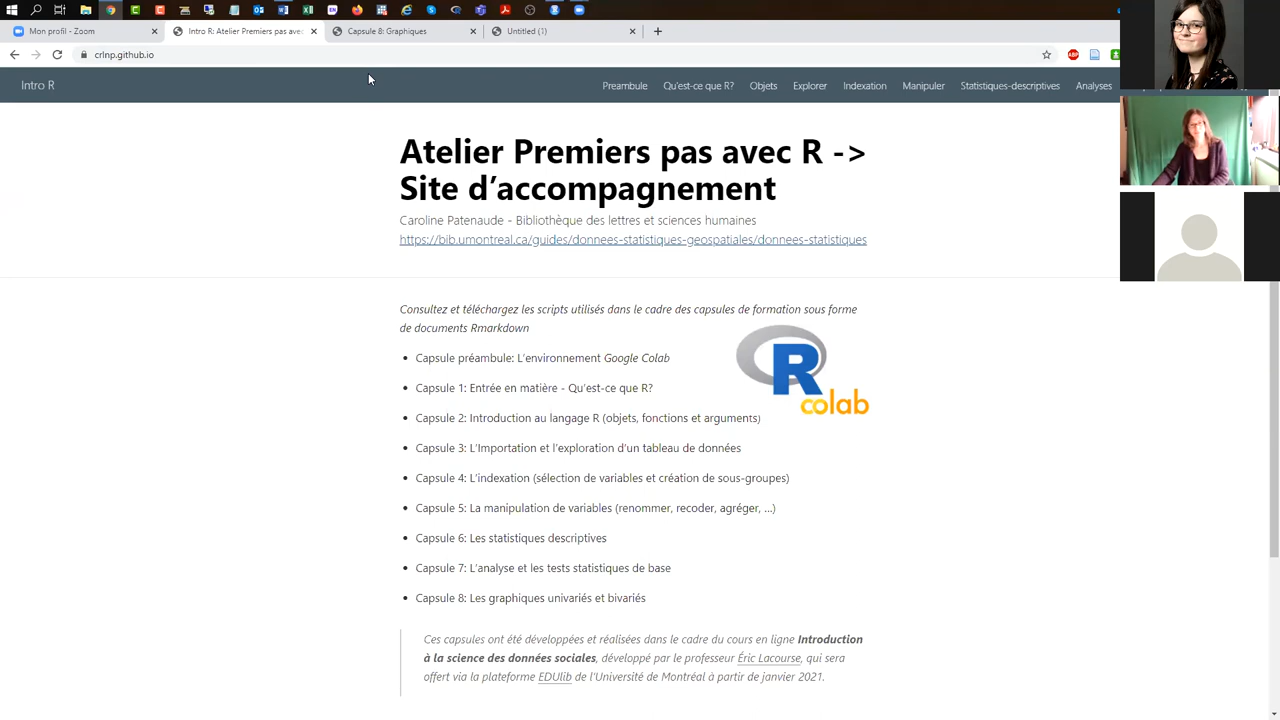 Mon profil - Zoom
Intro R: Atelier Premiers pas avec
Capsule 8: Graphiques
Untitled (1)
crlnp.github.io
Intro R
Preambule
Qu'est-ce que R?
Objets
Explorer
Indexation
Manipuler
Statistiques-descriptives
Analyses
Atelier Premiers pas avec R ->
Site d'accompagnement
Caroline Patenaude - Bibliothèque des lettres et sciences humaines
https://bib.umontreal.ca/guides/donnees-statistiques-geospatiales/donnees-statistiques
Consultez et téléchargez les scripts utilisés dans le cadre des capsules de formation sous forme
de documents Rmarkdown
• Capsule préambule: L'environnement Google Colab
• Capsule 1: Entrée en matière - Qu'est-ce que R?
• Capsule 2: Introduction au langage R (objets, fonctions et arguments)
• Capsule 3: L'Importation et l'exploration d'un tableau de données
• Capsule 4: L'indexation (sélection de variables et création de sous-groupes)
• Capsule 5: La manipulation de variables (renommer, recoder, agréger, ...)
• Capsule 6: Les statistiques descriptives
• Capsule 7: L'analyse et les tests statistiques de base
• Capsule 8: Les graphiques univariés et bivariés
R
colab
Ces capsules ont été développées et réalisées dans le cadre du cours en ligne Introduction
à la science des données sociales, développé par le professeur Éric Lacourse, qui sera
offert via la plateforme EDUlib de l'Université de Montréal à partir de janvier 2021.